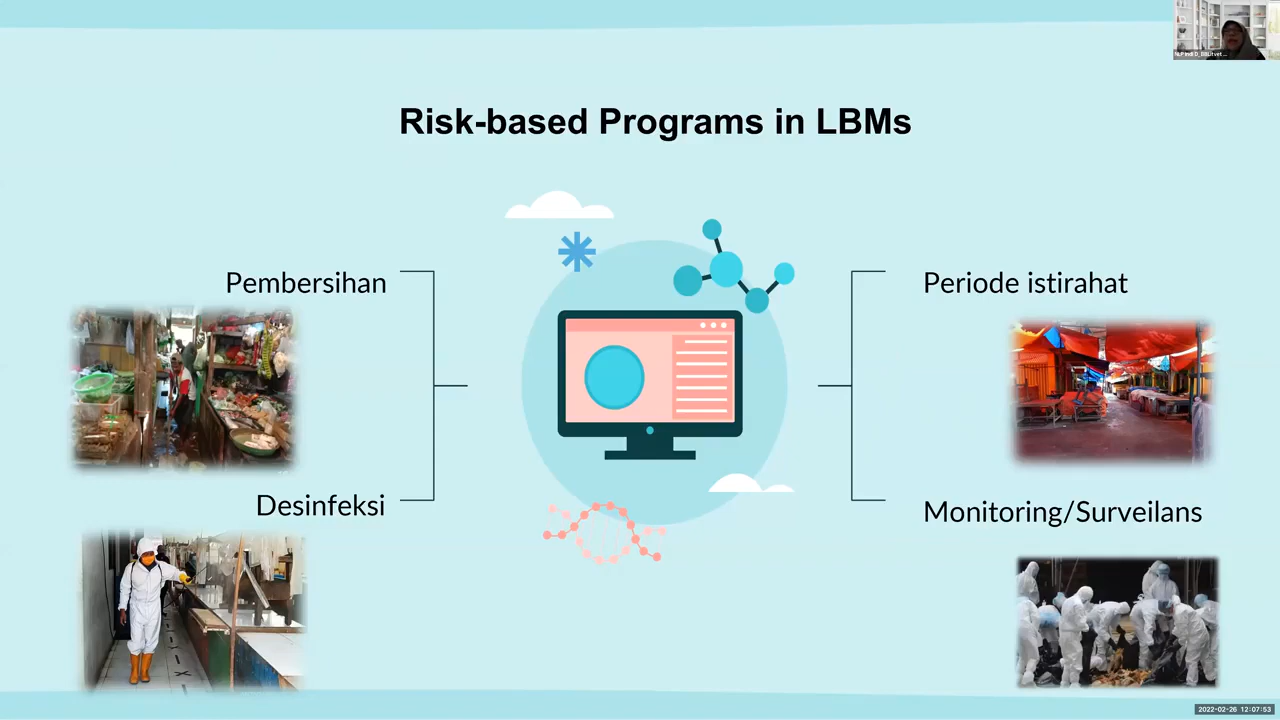 Risk-based Programs in LBMs
Pembersihan
Periode istirahat
Desinfeksi
Monitoring/Surveilans
2022-02-26 12:07:53